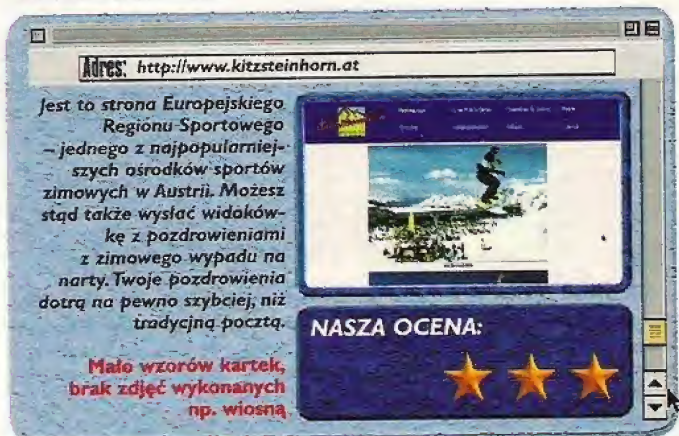 Adres: http://www.kitzsteinhorn.at
Jest to strona Europejskiego
Regionu Sportowego
– jednego z najpopularniej-
szych ośrodków sportów
zimowych w Austrii. Możesz
stąd także wysłać widoków-
kę z pozdrowieniami
z zimowego wypadu na
narty. Twoje pozdrowienia
dotrą na pewno szybciej, niż
tradycjną pocztą.
Mało wzorów kartek,
brak zdjęć wykonanych
np. wiosną
NASZA OCENA: